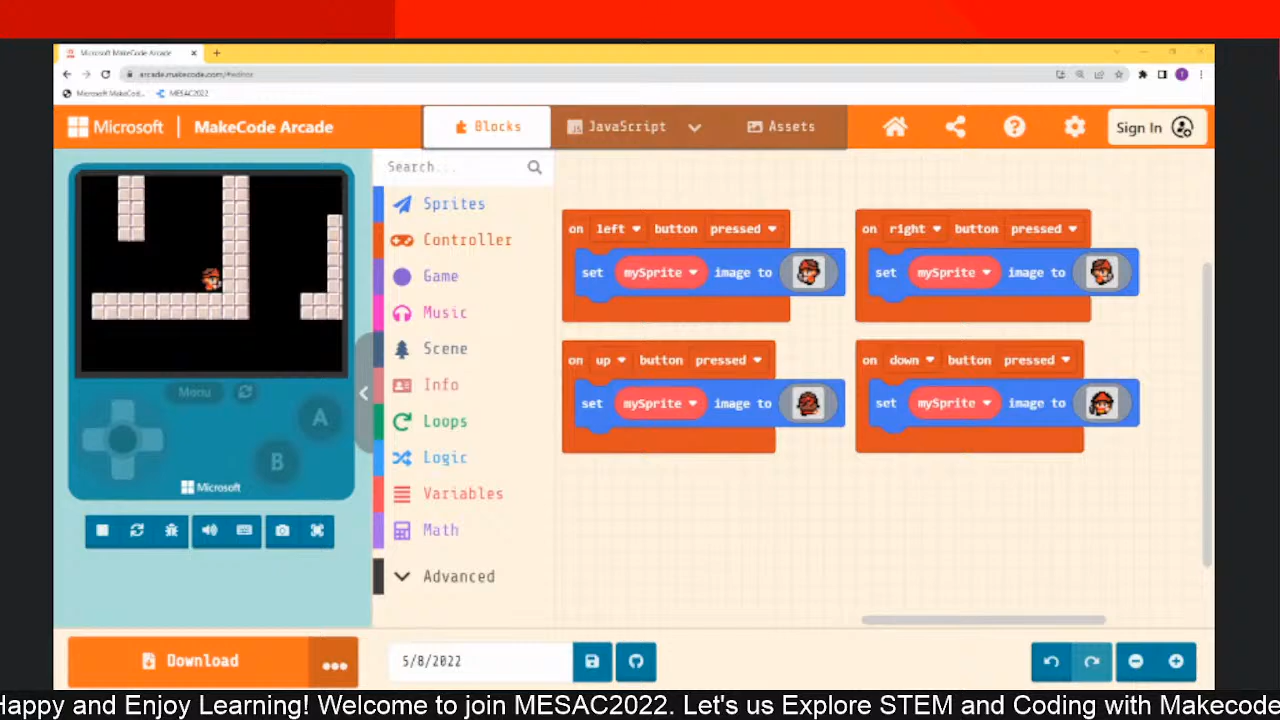 Microsoft MakeCode Arcade
arcade.makecode.com/#editor
Microsoft MakeCod... MESAC2022
Microsoft | MakeCode Arcade Blocks JavaScript Assets Sign In
Search...
Sprites
Controller
Game
Music
Scene
Info
Loops
Logic
Variables
Math
Advanced
Menu
A
B
Microsoft
on left button pressed
set mySprite image to
on right button pressed
set mySprite image to
on up button pressed
set mySprite image to
on down button pressed
set mySprite image to
Download
5/8/2022
Happy and Enjoy Learning! Welcome to join MESAC2022. Let's us Explore STEM and Coding with Makecode